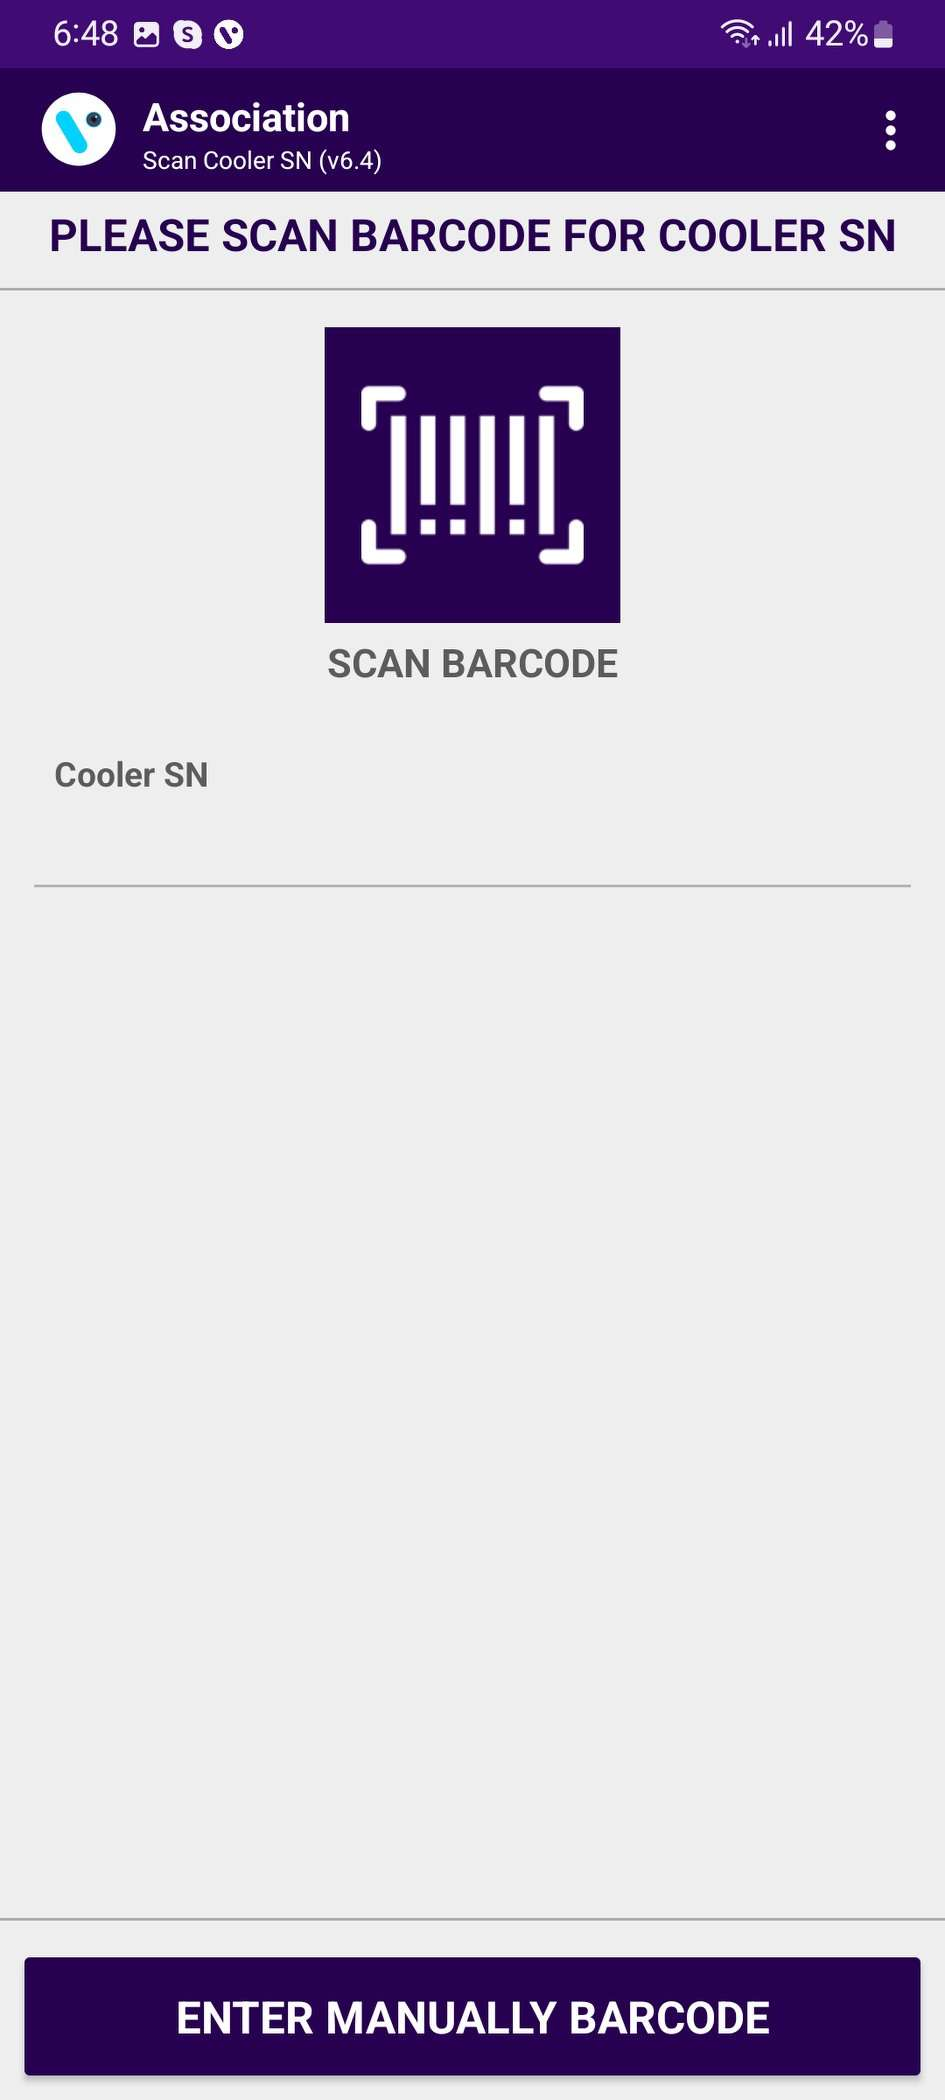 6:48
42%
Association
Scan Cooler SN (v6.4)
PLEASE SCAN BARCODE FOR COOLER SN
SCAN BARCODE
Cooler SN
ENTER MANUALLY BARCODE